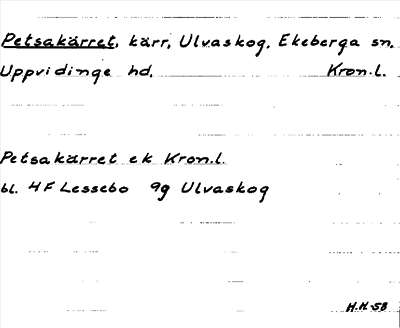 Petsakärret, kärr, Ulvaskog, Ekeberga sn,
Uppvidinge hd, Kron.l.
Petsakärret ek Kron.l.
bl. 4F Lessebo 9g Ulvaskog
H.H-58